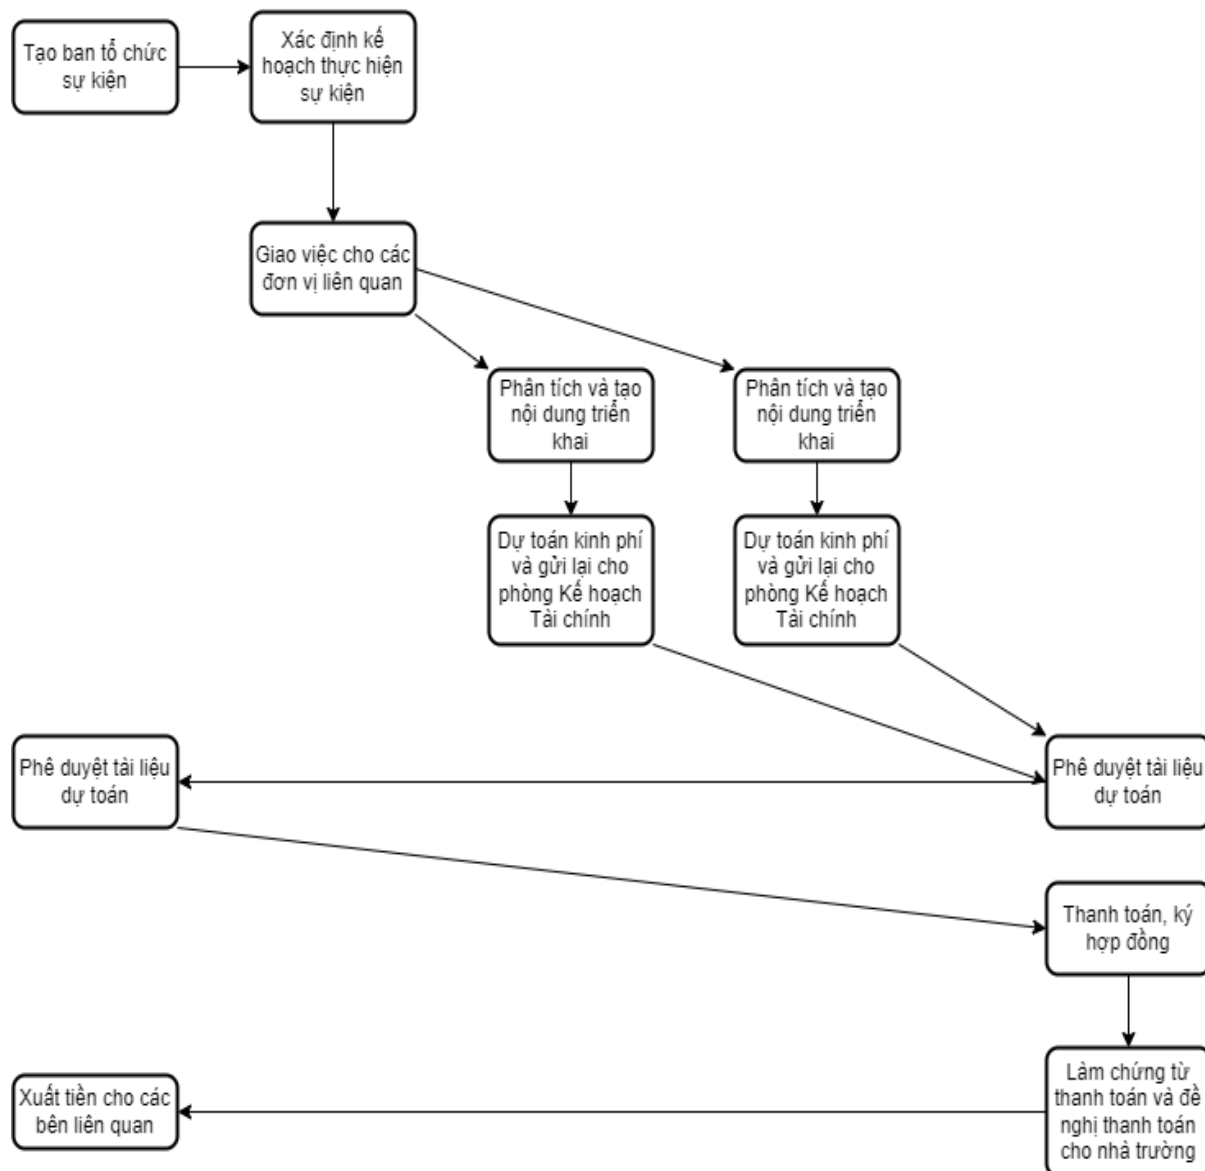 Tạo ban tổ chức
sự kiện
Xác định kế
hoạch thực hiện
sự kiện
Giao việc cho các
đơn vị liên quan
Phân tích và tạo
nội dung triển
khai
Phân tích và tạo
nội dung triển
khai
Dự toán kinh phí
và gửi lại cho
phòng Kế hoạch
Tài chính
Dự toán kinh phí
và gửi lại cho
phòng Kế hoạch
Tài chính
Phê duyệt tài liệu
dự toán
Phê duyệt tài liệu
dự toán
Thanh toán, ký
hợp đồng
Làm chứng từ
thanh toán và đề
nghị thanh toán
cho nhà trường
Xuất tiền cho các
bên liên quan